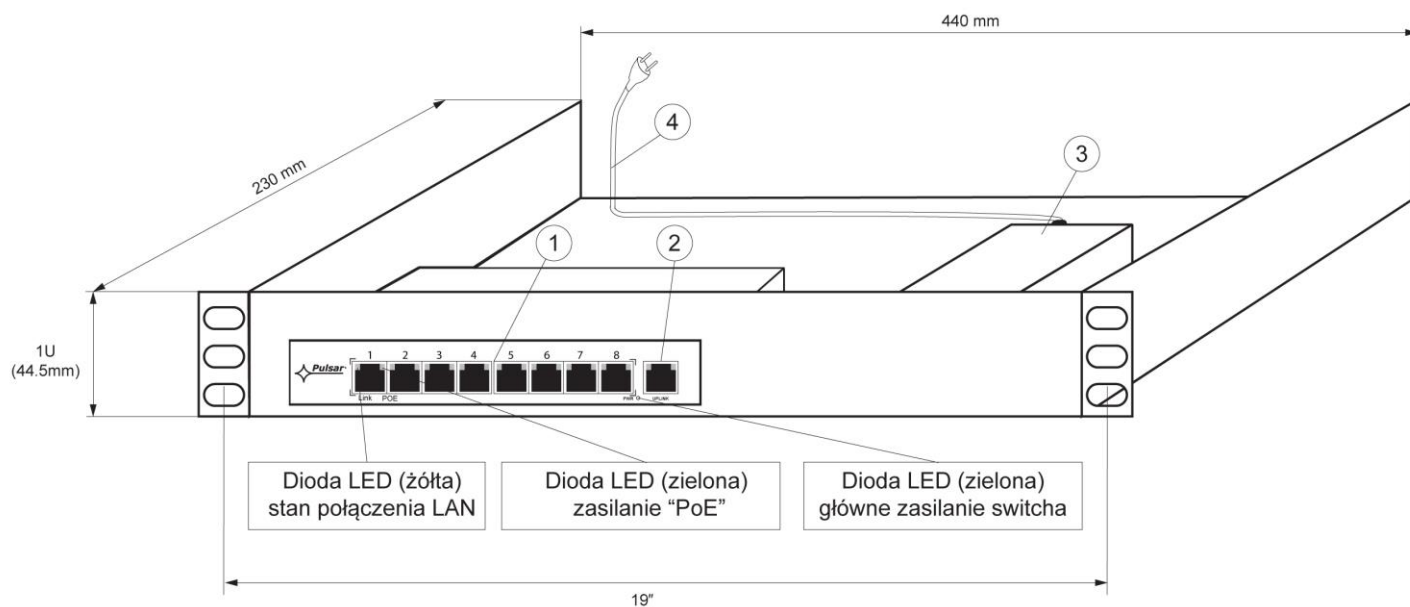 440 mm
230 mm
4
3
1
2
1U
(44.5mm)
1 2 3 4 5 6 7 8
Pulsar
Link POE PWR UPLINK
Dioda LED (żółta)
stan połączenia LAN
Dioda LED (zielona)
zasilanie “PoE”
Dioda LED (zielona)
główne zasilanie switcha
19”